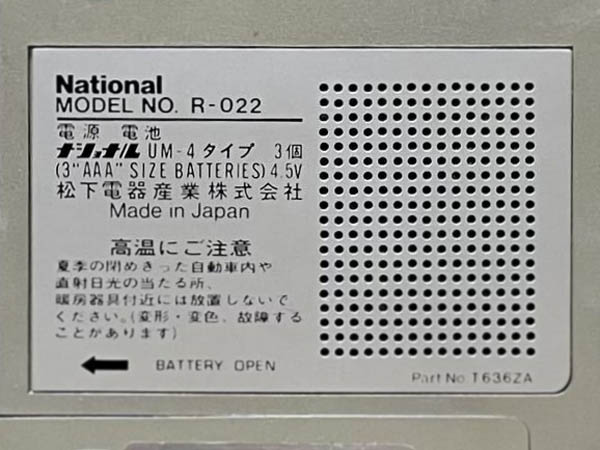 National
MODEL NO. R-022
電源 電池
ナショナル UM-4タイプ 3個
(3"AAA" SIZE BATTERIES) 4.5V
松下電器産業株式会社
Made in Japan
高温にご注意
夏季の閉めきった自動車内や
直射日光の当たる所、
暖房器具付近には放置しないで
ください。(変形・変色、故障する
ことがあります)
← BATTERY OPEN
Part No. T636ZA